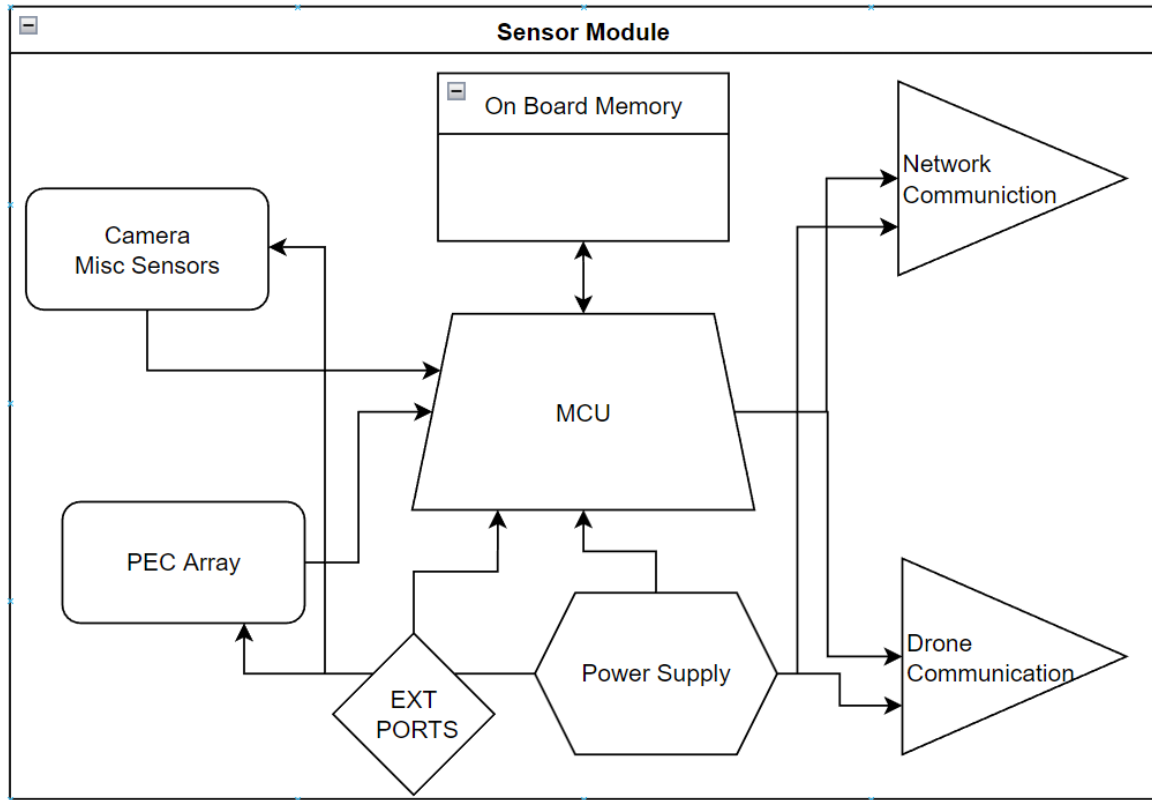 Sensor Module
On Board Memory
Network
Communiction
Camera
Misc Sensors
MCU
PEC Array
Drone
Communication
Power Supply
EXT
PORTS